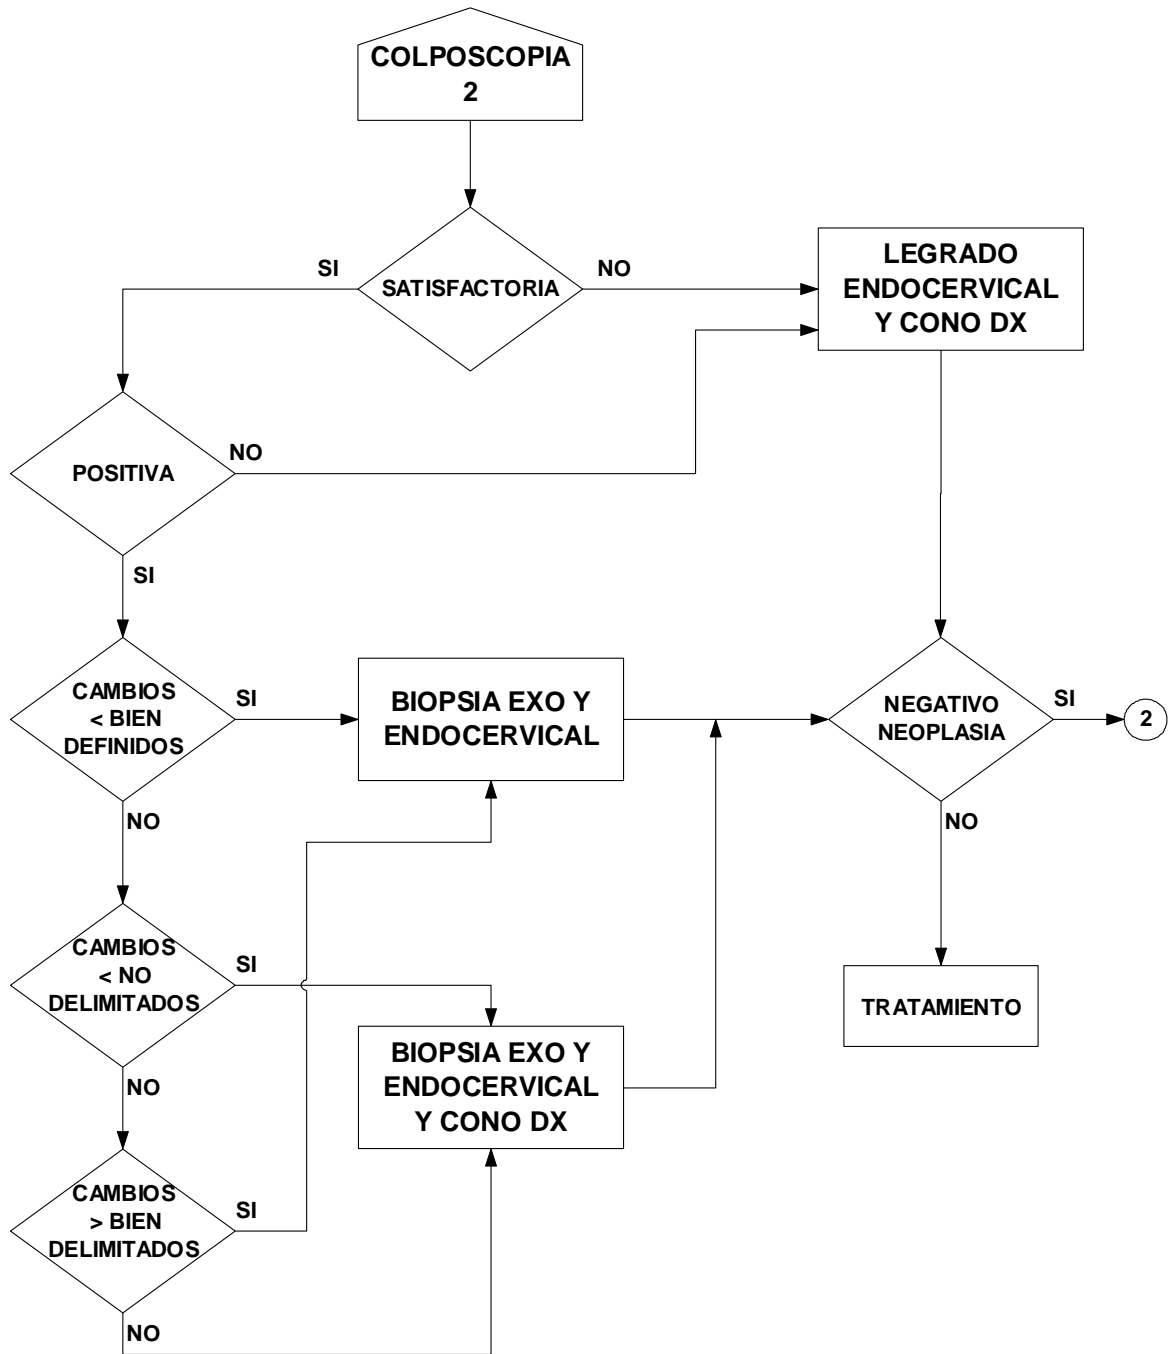 COLPOSCOPIA
2
SATISFACTORIA
SI
NO
LEGRADO
ENDOCERVICAL
Y CONO DX
POSITIVA
NO
SI
CAMBIOS
< BIEN
DEFINIDOS
SI
BIOPSIA EXO Y
ENDOCERVICAL
NEGATIVO
NEOPLASIA
SI
2
NO
NO
CAMBIOS
< NO
DELIMITADOS
SI
TRATAMIENTO
BIOPSIA EXO Y
ENDOCERVICAL
Y CONO DX
NO
CAMBIOS
> BIEN
DELIMITADOS
SI
NO